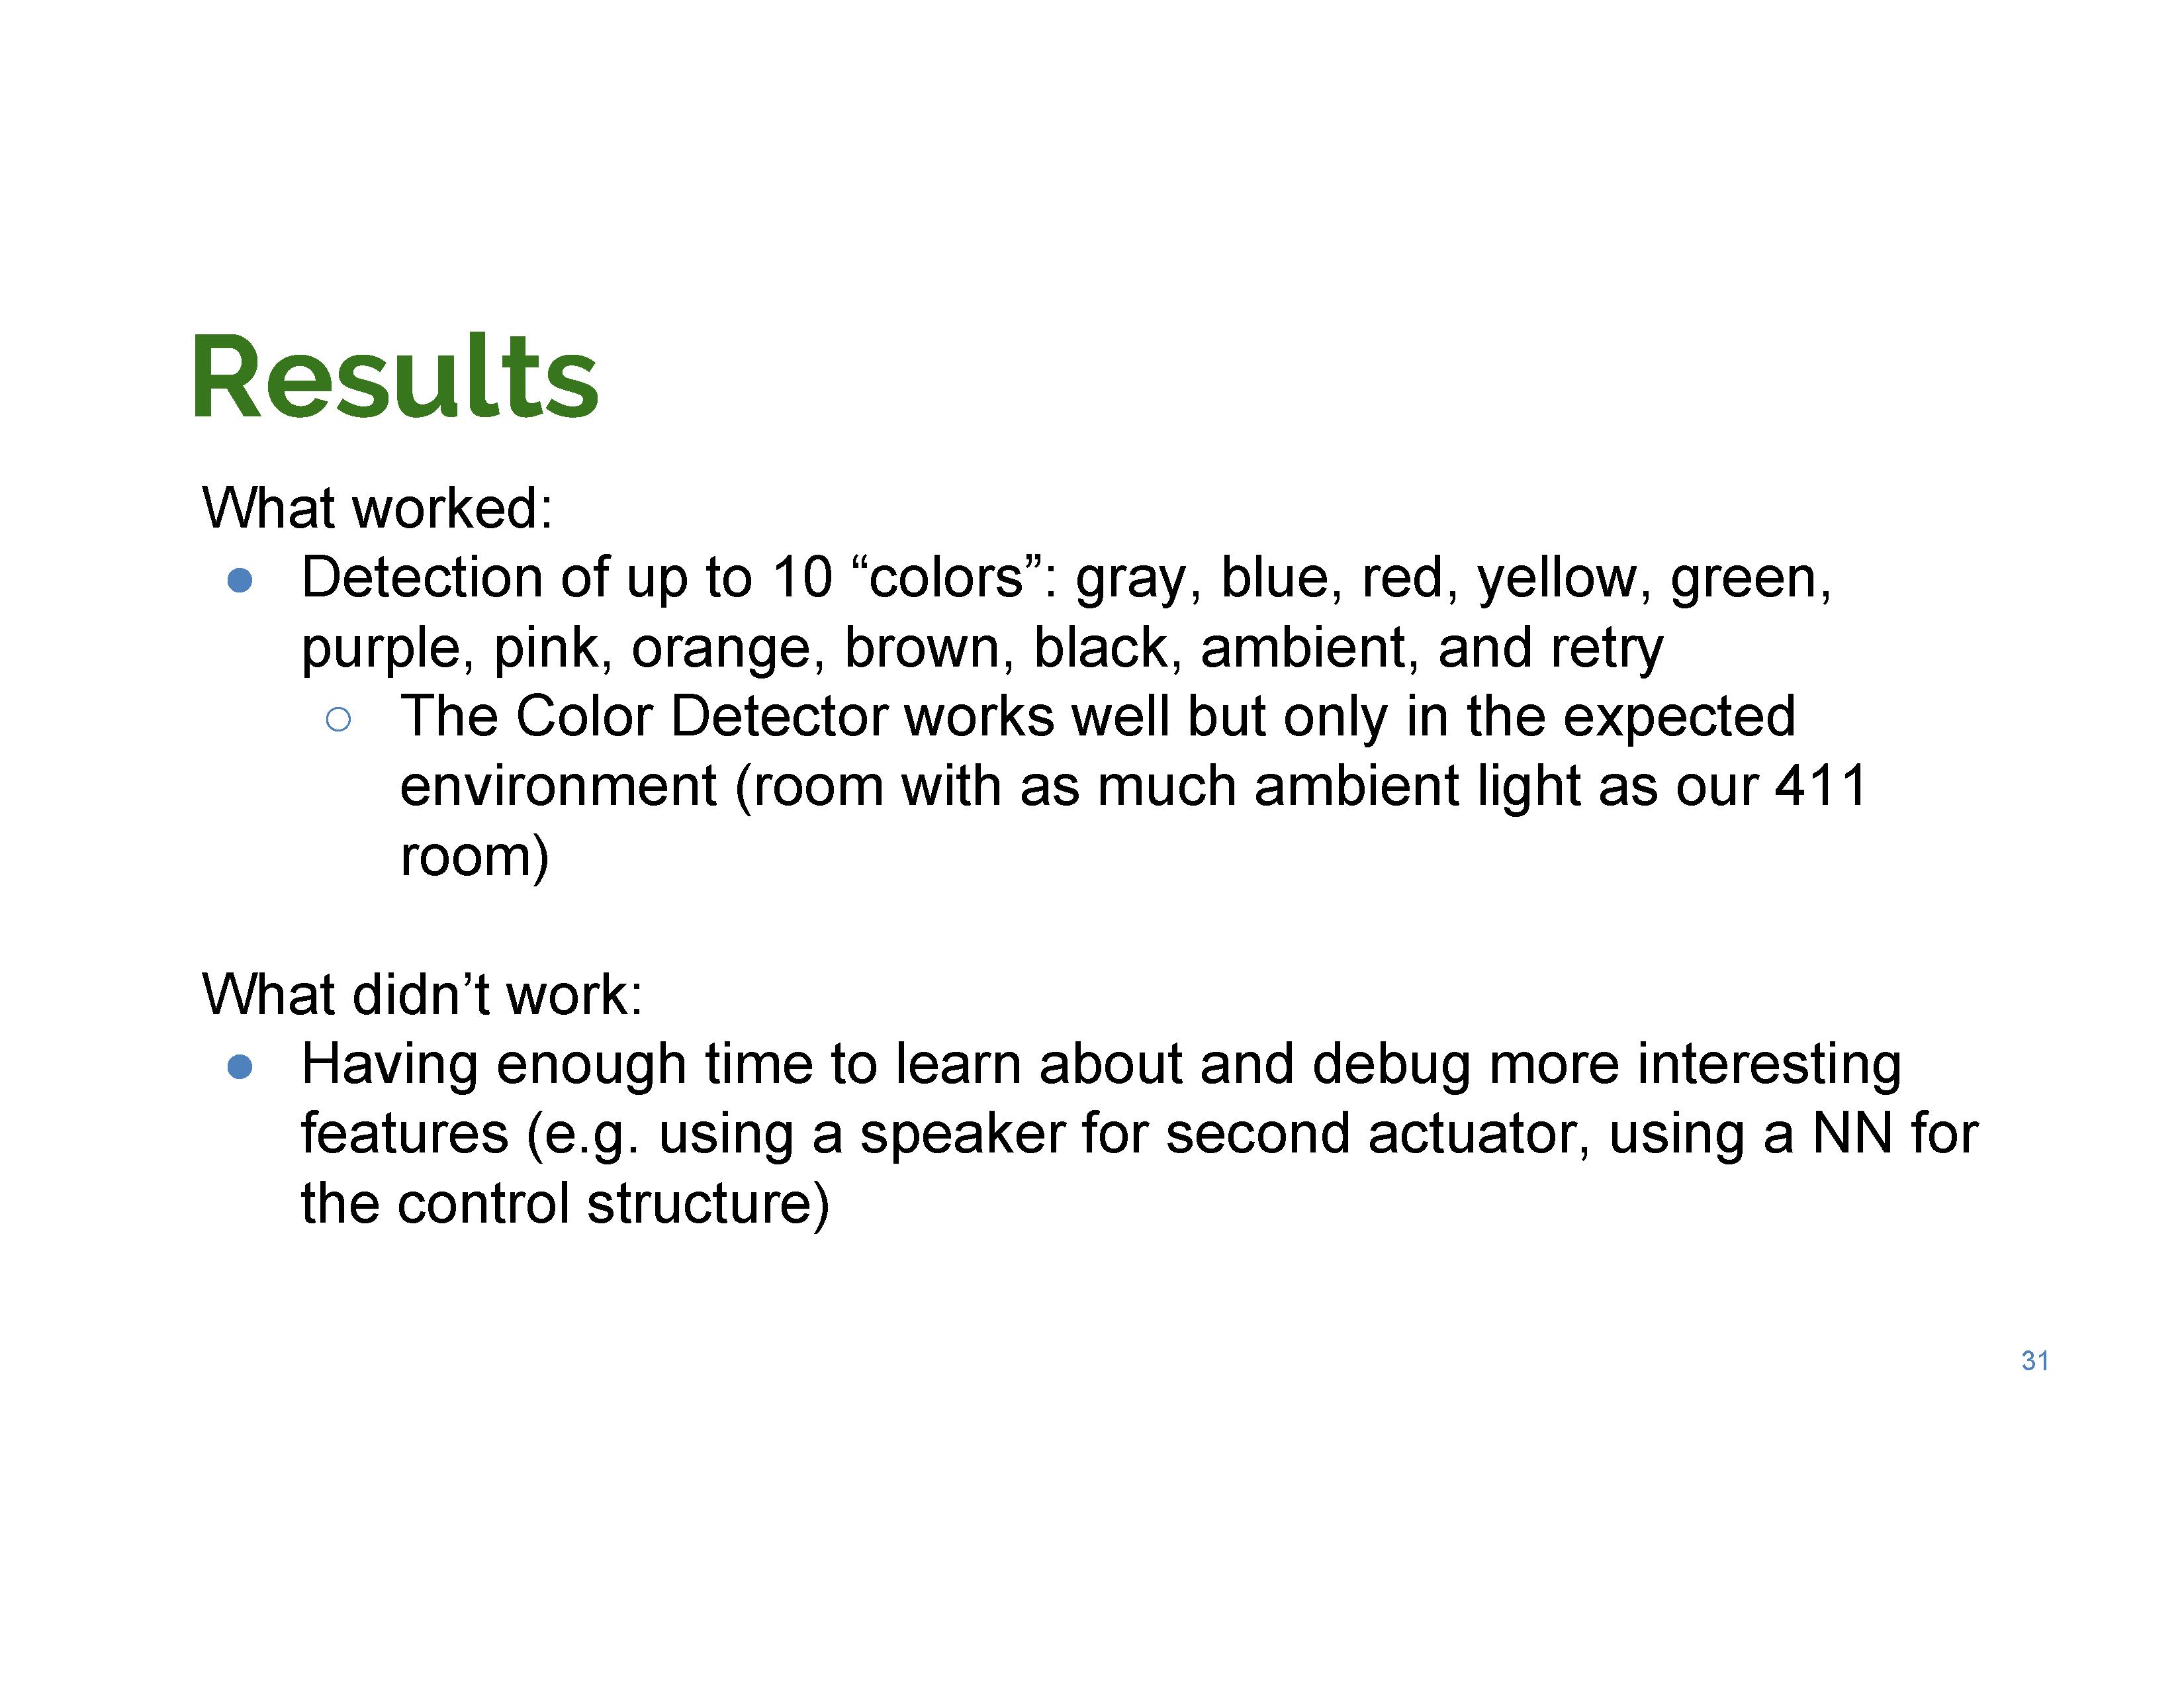 Results
What worked:
● Detection of up to 10 “colors”: gray, blue, red, yellow, green,
purple, pink, orange, brown, black, ambient, and retry
○ The Color Detector works well but only in the expected
environment (room with as much ambient light as our 411
room)
What didn’t work:
● Having enough time to learn about and debug more interesting
features (e.g. using a speaker for second actuator, using a NN for
the control structure)
31